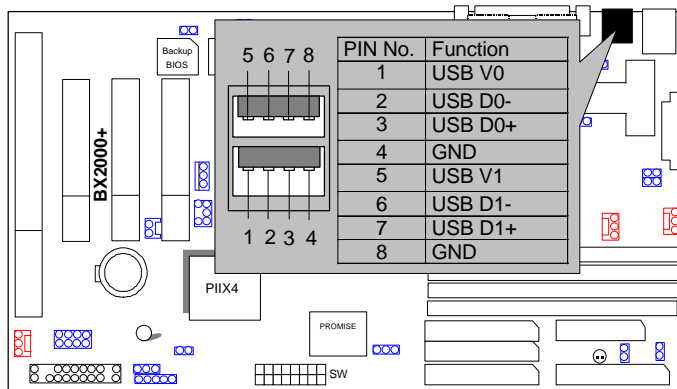 Backup
BIOS
5 6 7 8
1 2 3 4
PIN No. Function
1 USB V0
2 USB D0-
3 USB D0+
4 GND
5 USB V1
6 USB D1-
7 USB D1+
8 GND
BX2000+
PIIX4
PROMISE
SW